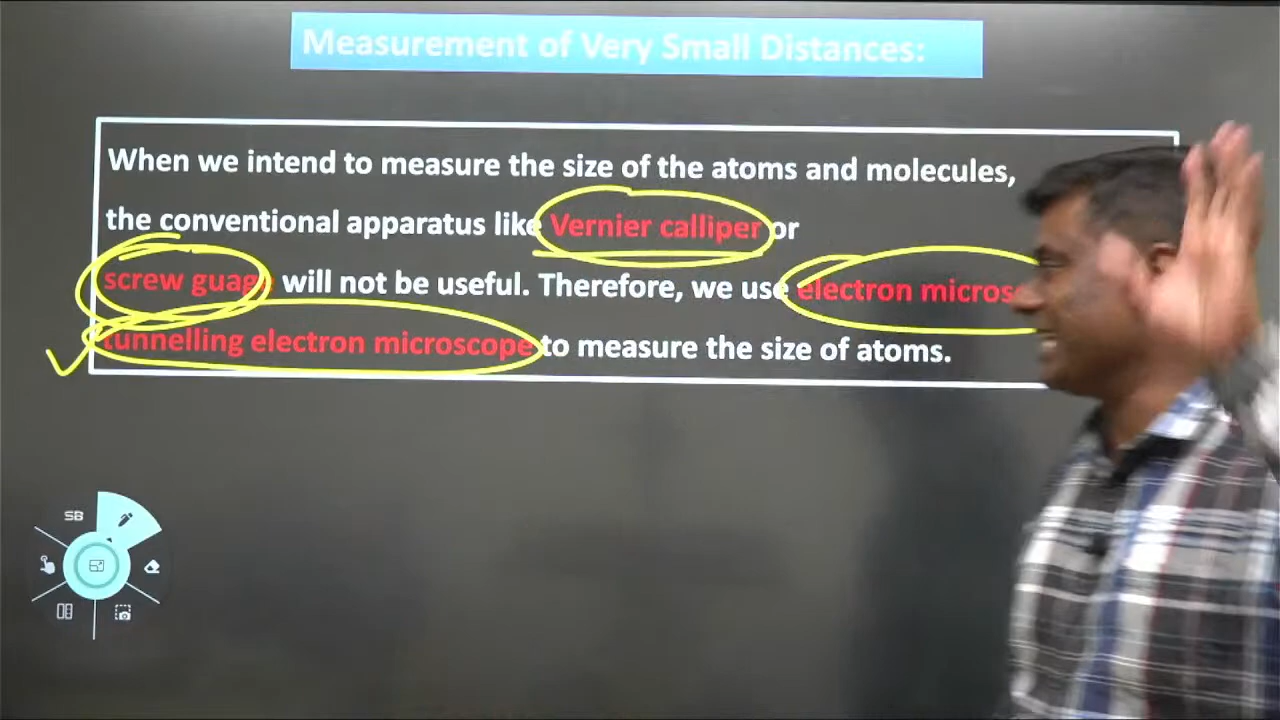 Measurement of Very Small Distances:
When we intend to measure the size of the atoms and molecules,
the conventional apparatus like Vernier calliper or
screw guage will not be useful. Therefore, we use electron
tunnelling electron microscope to measure the size of atoms.
SB